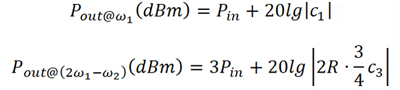 P_{out@ω_1}(dBm) = P_{in} + 20lg|c_1|
P_{out@(2ω_1−ω_2)}(dBm) = 3P_{in} + 20lg|2R · \frac{3}{4}c_3|